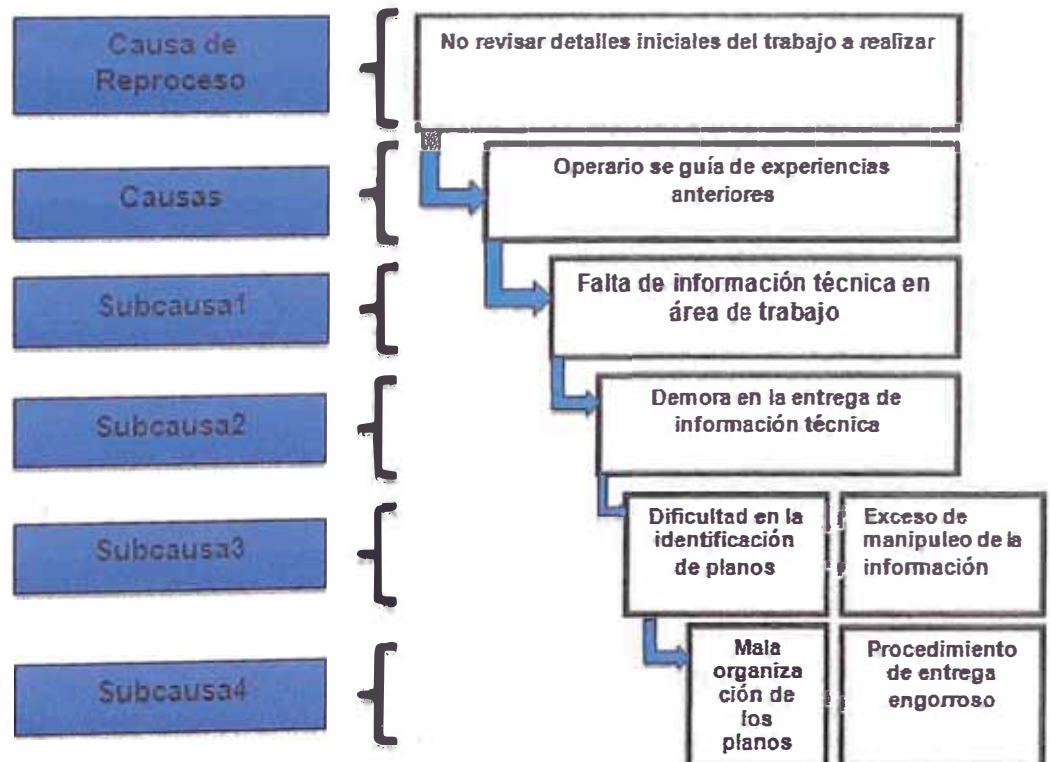 Causa de
Reproceso
No revisar detalles iniciales del trabajo a realizar
Causas
Operario se guía de experiencias
anteriores
Subcausa1
Falta de información técnica en
área de trabajo
Subcausa2
Demora en la entrega de
información técnica
Subcausa3
Dificultad en la
identificación
de planos
Exceso de
manipuleo de la
información
Subcausa4
Mala
organiza
ción de
los
planos
Procedimiento
de entrega
engorroso